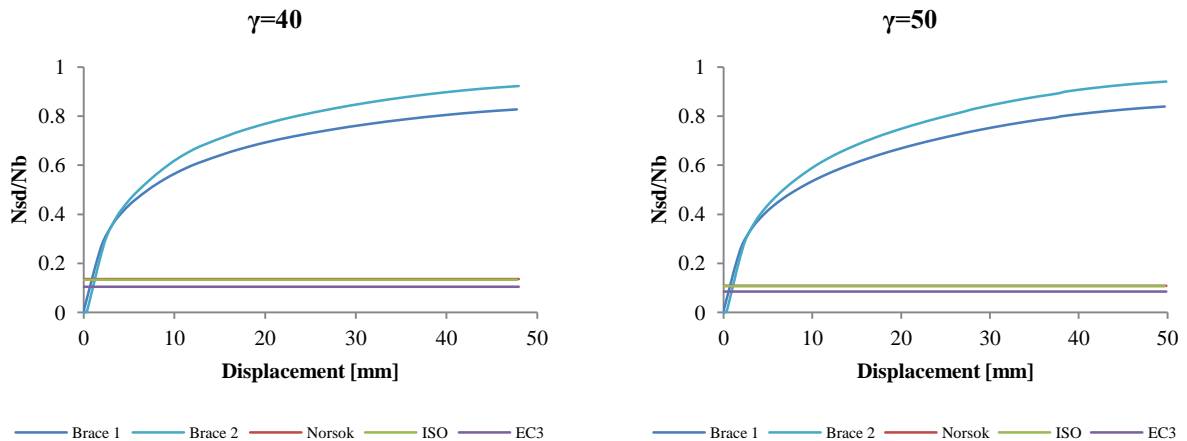 γ=40
1
0.8
0.6
0.4
0.2
0
Nsd/Nb
0 10 20 30 40 50
Displacement [mm]
Brace 1 Brace 2 Norsok ISO EC3
γ=50
1
0.8
0.6
0.4
0.2
0
Nsd/Nb
0 10 20 30 40 50
Displacement [mm]
Brace 1 Brace 2 Norsok ISO EC3